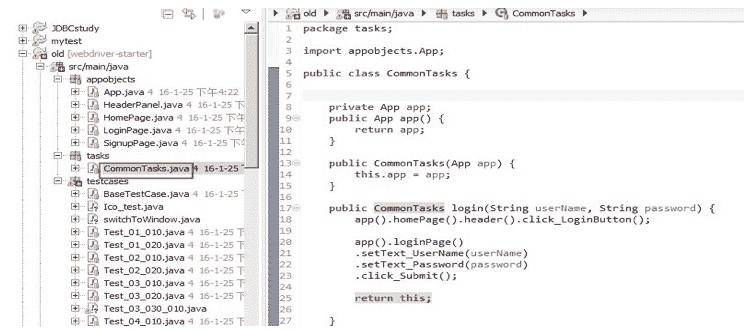 JDBCstudy
mytest
old [webdriver-starter]
src/main/java
appobjects
App.java 4 16-1-25 下午4:22
HeaderPanel.java 4 16-1-25 下
HomePage.java 4 16-1-25 下午
LoginPage.java 4 16-1-25 下午
SignupPage.java 4 16-1-25 下午
tasks
CommonTasks.java 4 16-1-25
testcases
BaseTestCase.java 4 16-1-25
Ico_test.java
switchToWindow.java
Test_01_010.java 4 16-1-25 下
Test_01_020.java 4 16-1-25 下
Test_02_010.java 4 16-1-25 下
Test_02_020.java 4 16-1-25 下
Test_03_010.java 4 16-1-25 下
Test_03_020.java 4 16-1-25 下
Test_03_030_010.java
Test_04_010.java 4 16-1-25 下
old src/main/java tasks CommonTasks
1 package tasks;
2
3 import appobjects.App;
4
5 public class CommonTasks {
6
7
8 private App app;
9 public App app() {
10 return app;
11 }
12
13 public CommonTasks(App app) {
14 this.app = app;
15 }
16
17 public CommonTasks login(String userName, String password) {
18 app().homePage().header().click_LoginButton();
19
20 app().loginPage()
21 .setText_UserName(userName)
22 .setText_Password(password)
23 .click_Submit();
24
25 return this;
26
27 }